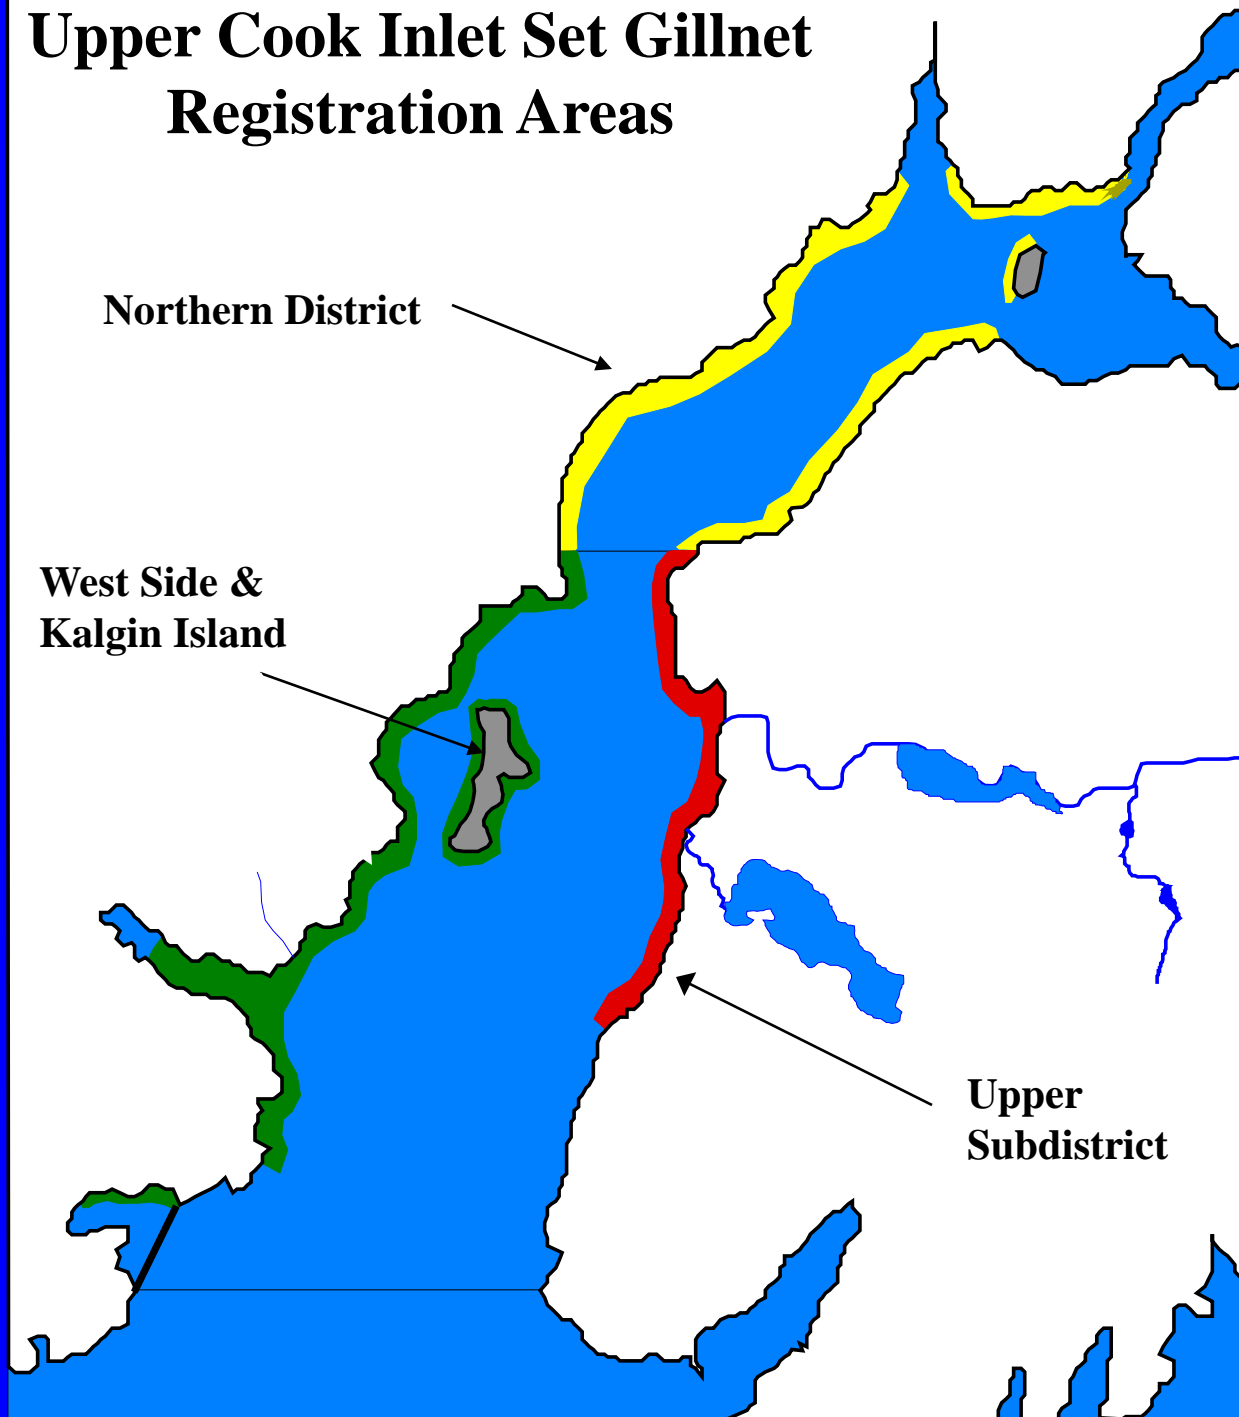 Upper Cook Inlet Set Gillnet
Registration Areas
Northern District
West Side &
Kalgin Island
Upper
Subdistrict